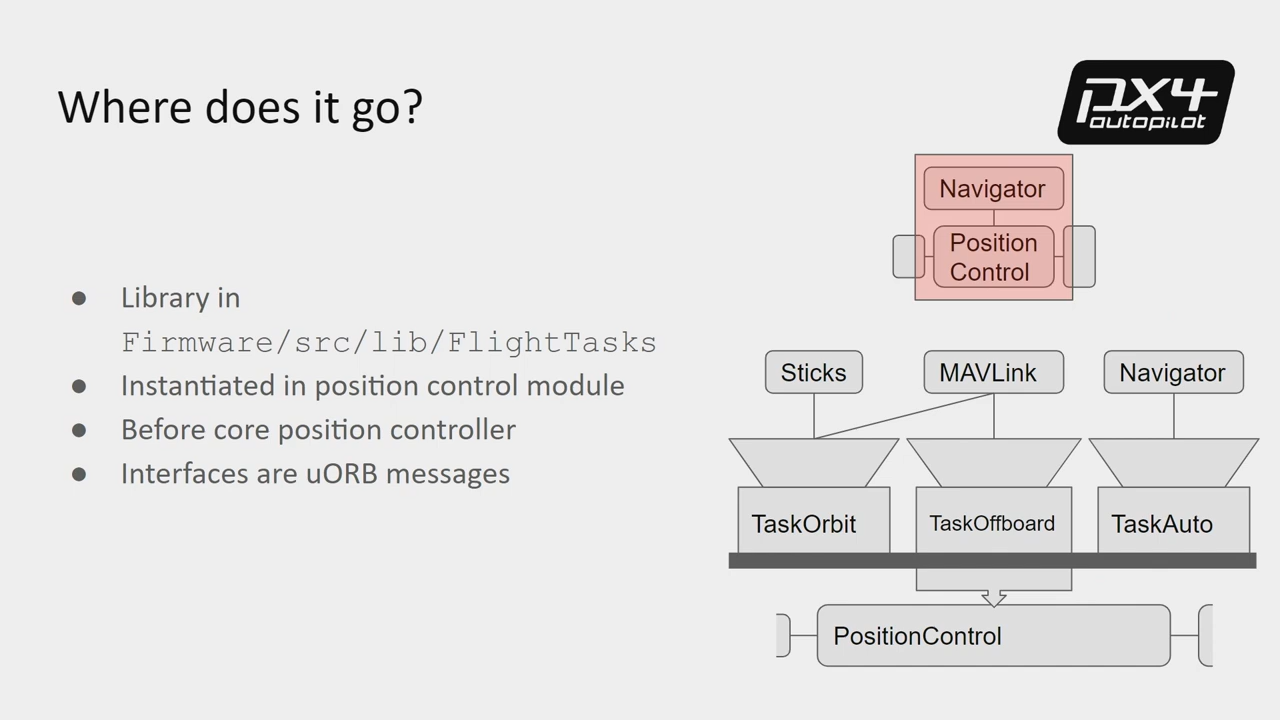 Where does it go?
px4
autopilot
Navigator
Position
Control
● Library in
Firmware/src/lib/FlightTasks
● Instantiated in position control module
● Before core position controller
● Interfaces are uORB messages
Sticks
MAVLink
Navigator
TaskOrbit
TaskOffboard
TaskAuto
PositionControl